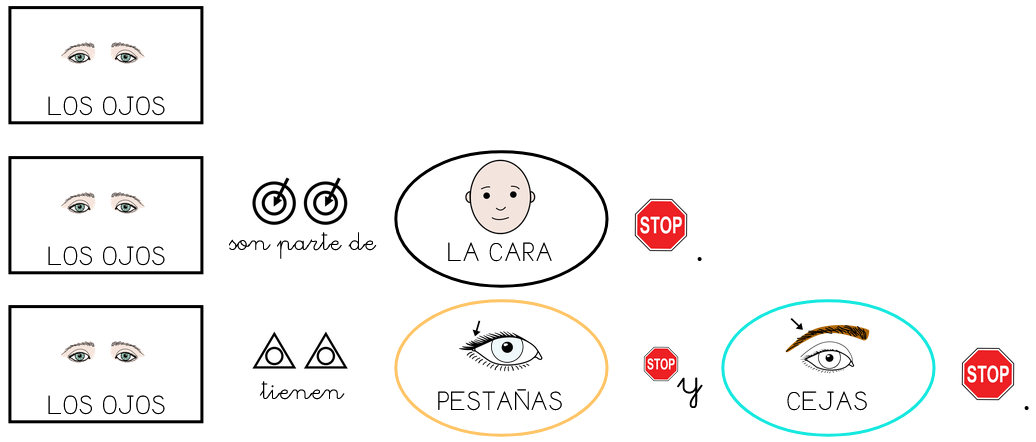 LOS OJOS
LOS OJOS son parte de LA CARA STOP .
LOS OJOS tienen PESTAÑAS STOP y CEJAS STOP .